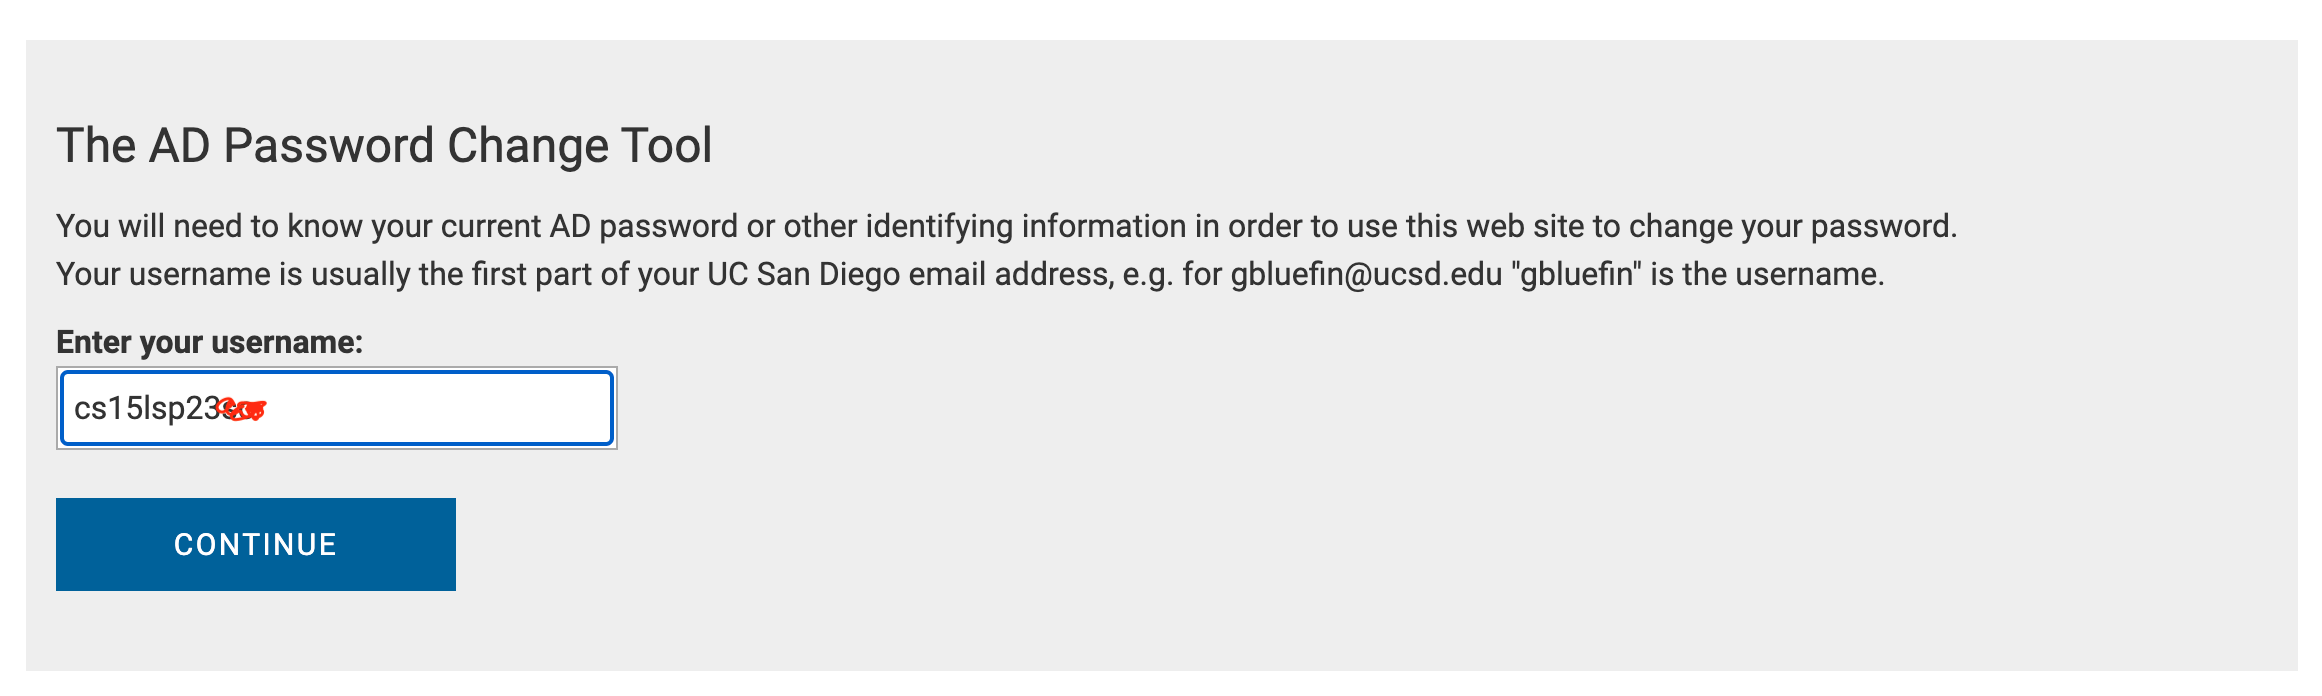 The AD Password Change Tool
You will need to know your current AD password or other identifying information in order to use this web site to change your password.
Your username is usually the first part of your UC San Diego email address, e.g. for gbluefin@ucsd.edu "gbluefin" is the username.
Enter your username:
cs15lsp23
CONTINUE